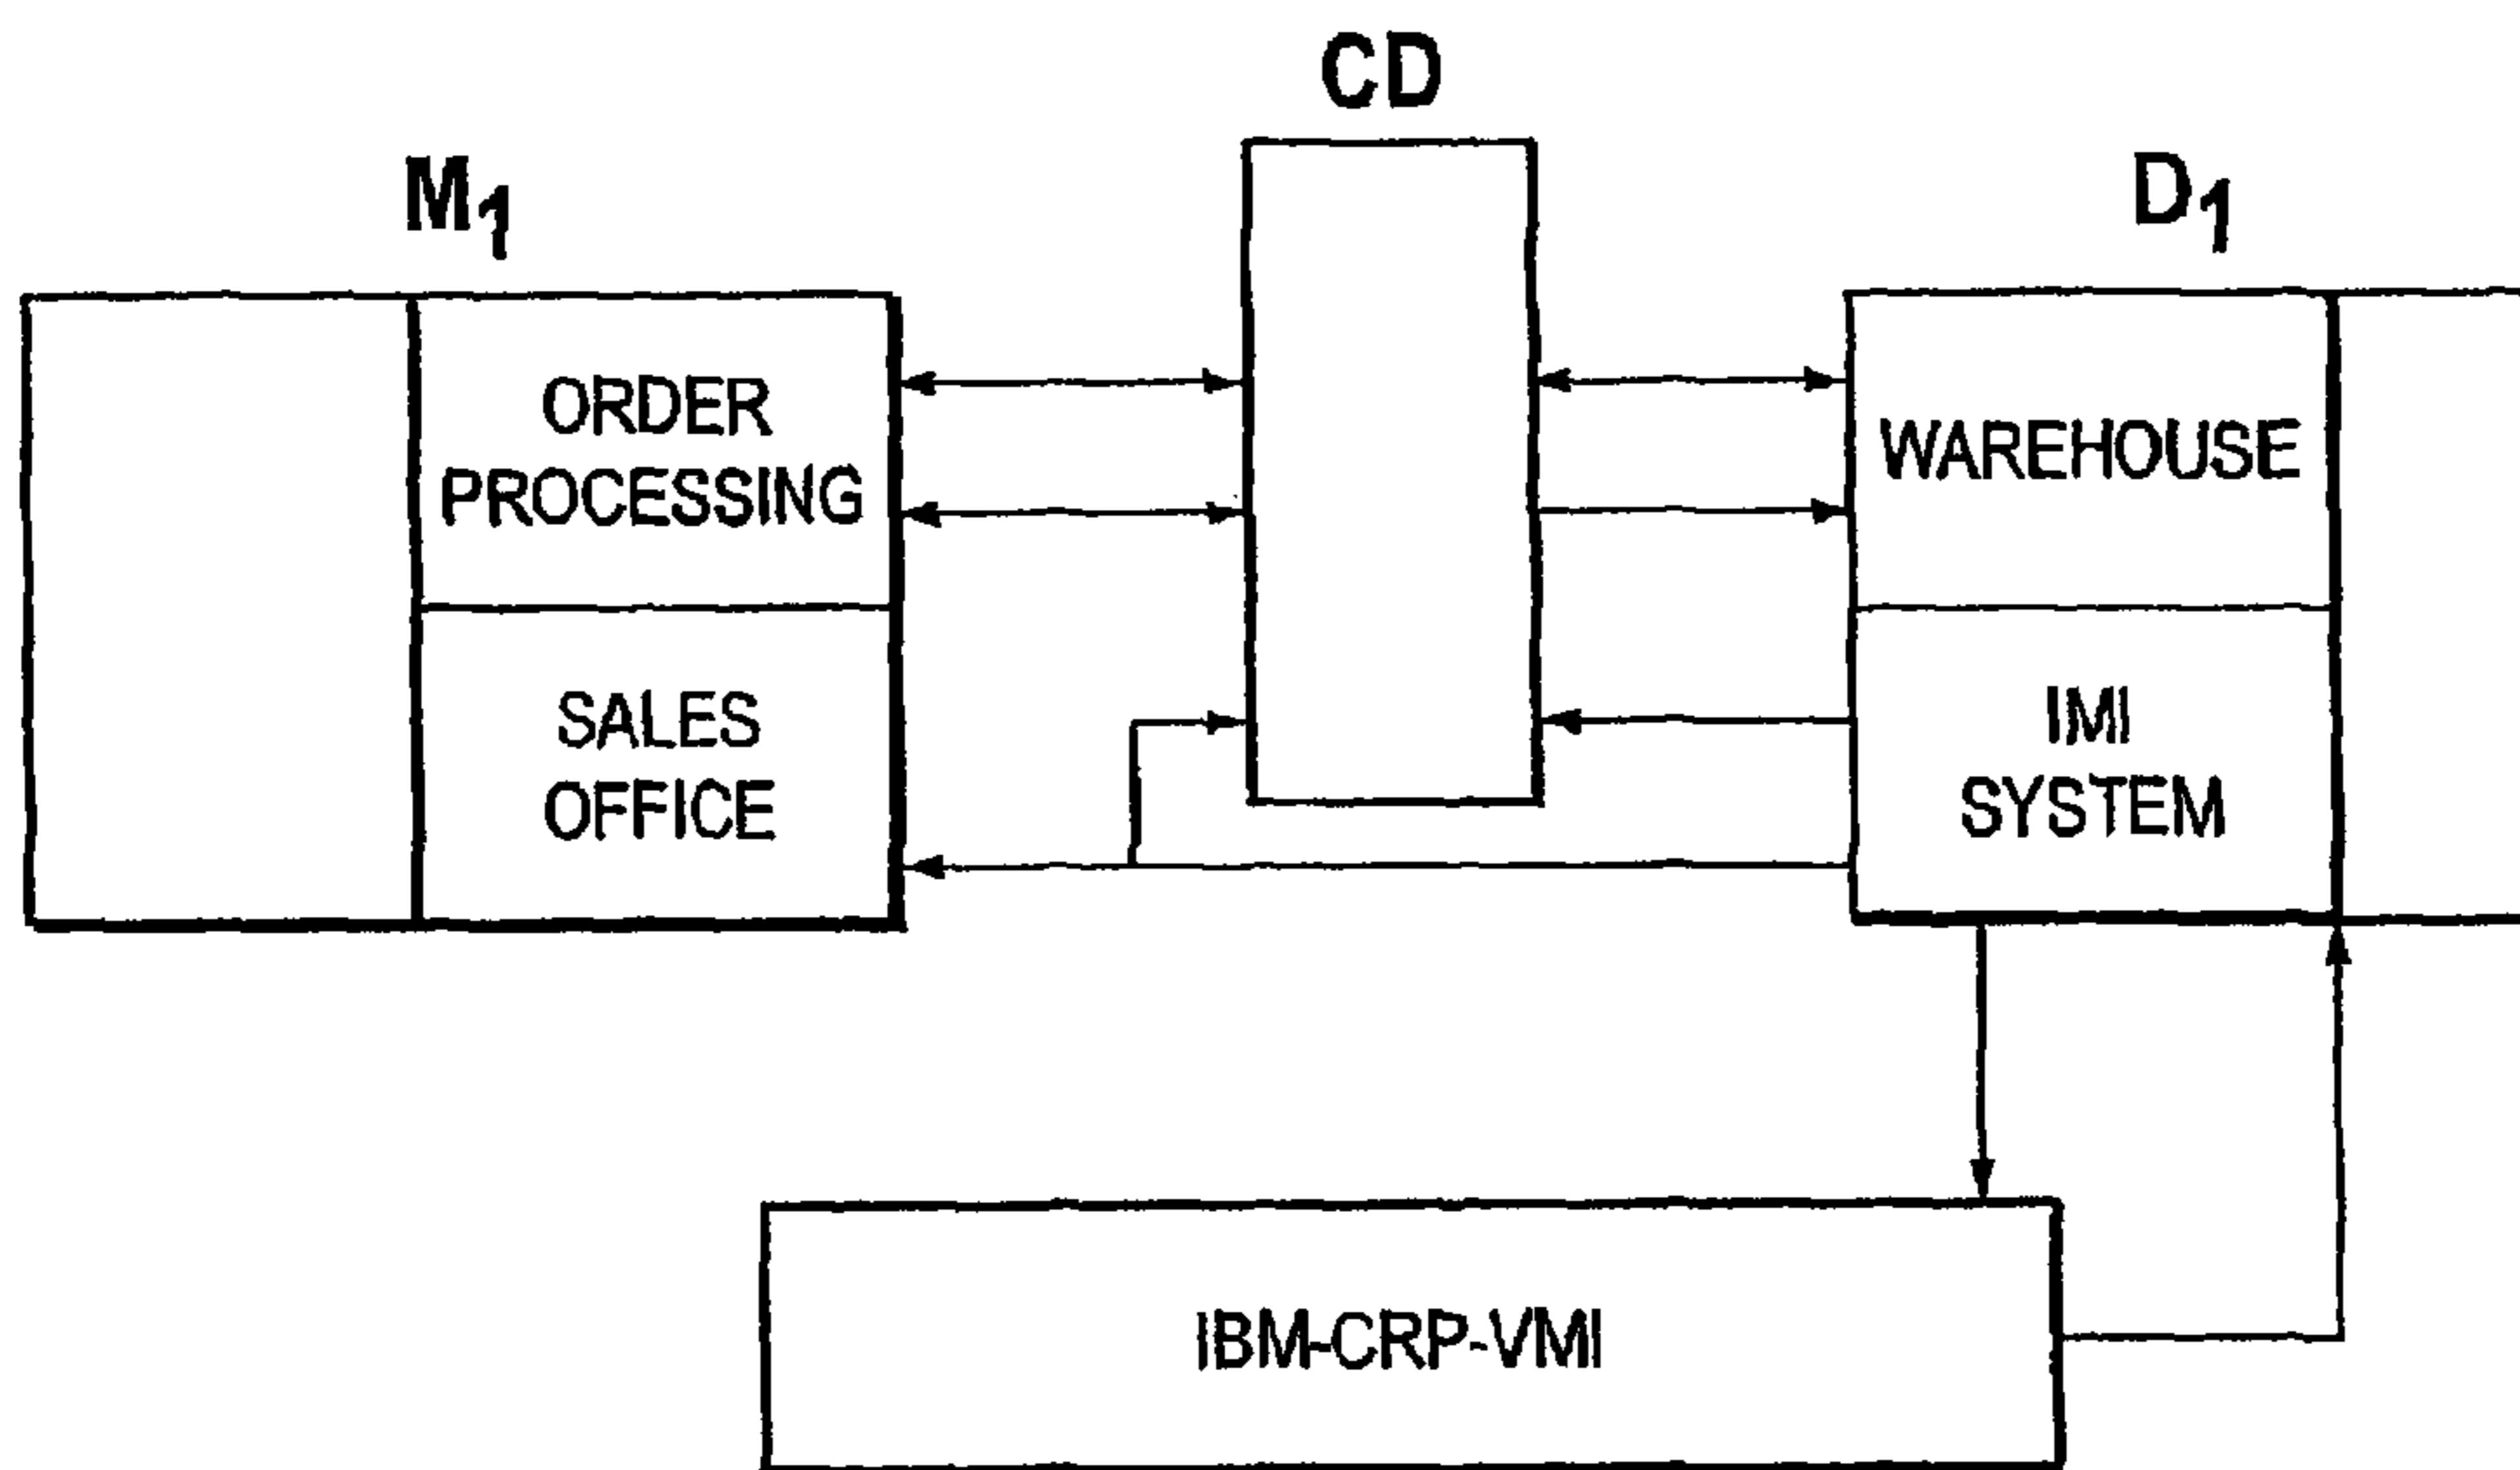 CD
M1
D1
ORDER
PROCESSING
WAREHOUSE
SALES
OFFICE
IMI
SYSTEM
IBM-CRP-VMI